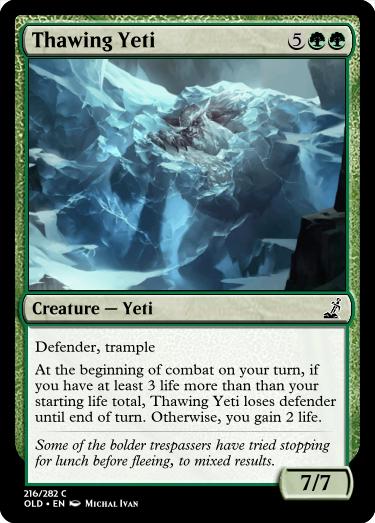 Thawing Yeti 5
Creature — Yeti
Defender, trample
At the beginning of combat on your turn, if
you have at least 3 life more than than your
starting life total, Thawing Yeti loses defender
until end of turn. Otherwise, you gain 2 life.
Some of the bolder trespassers have tried stopping
for lunch before fleeing, to mixed results.
7/7
216/282 C
OLD • EN Michal Ivan